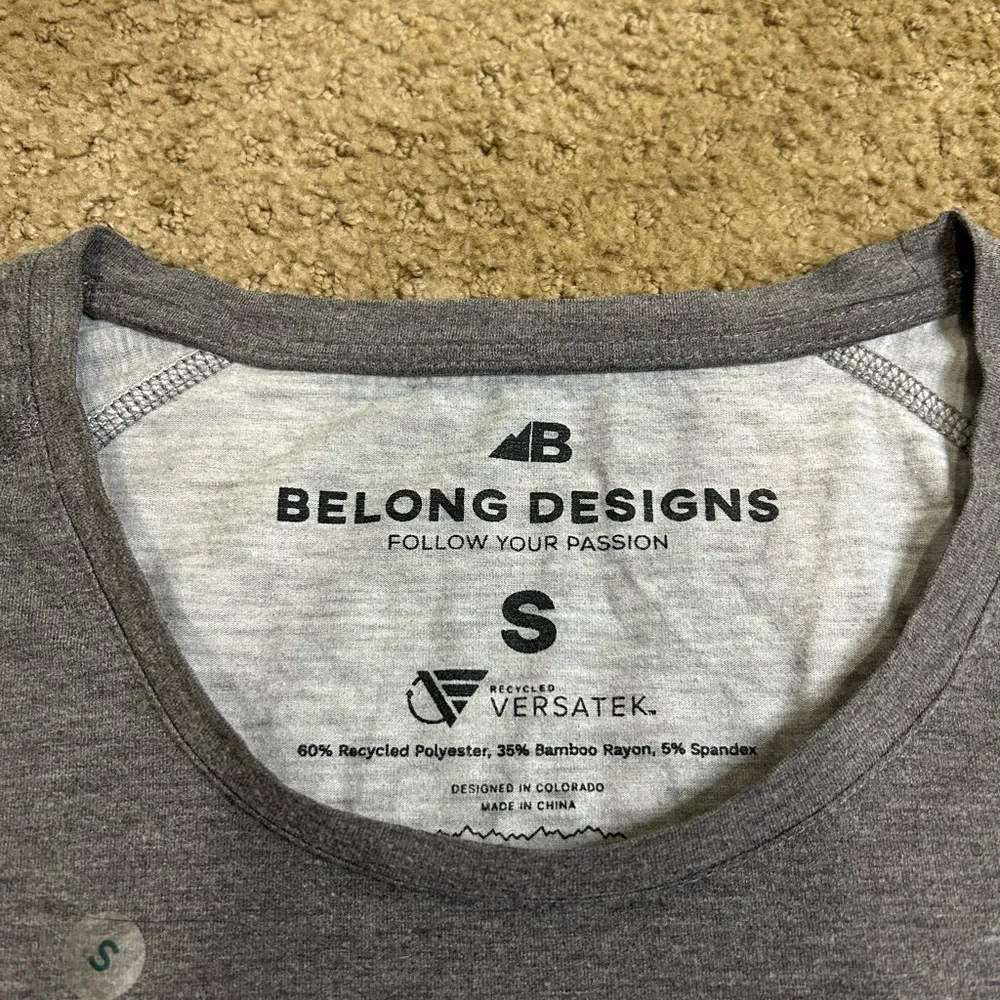 B
BELONG DESIGNS
FOLLOW YOUR PASSION
S
RECYCLED
VERSATEK™
60% Recycled Polyester, 35% Bamboo Rayon, 5% Spandex
DESIGNED IN COLORADO
MADE IN CHINA
S